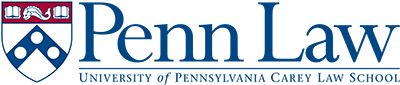 Penn Law
UNIVERSITY of PENNSYLVANIA CAREY LAW SCHOOL